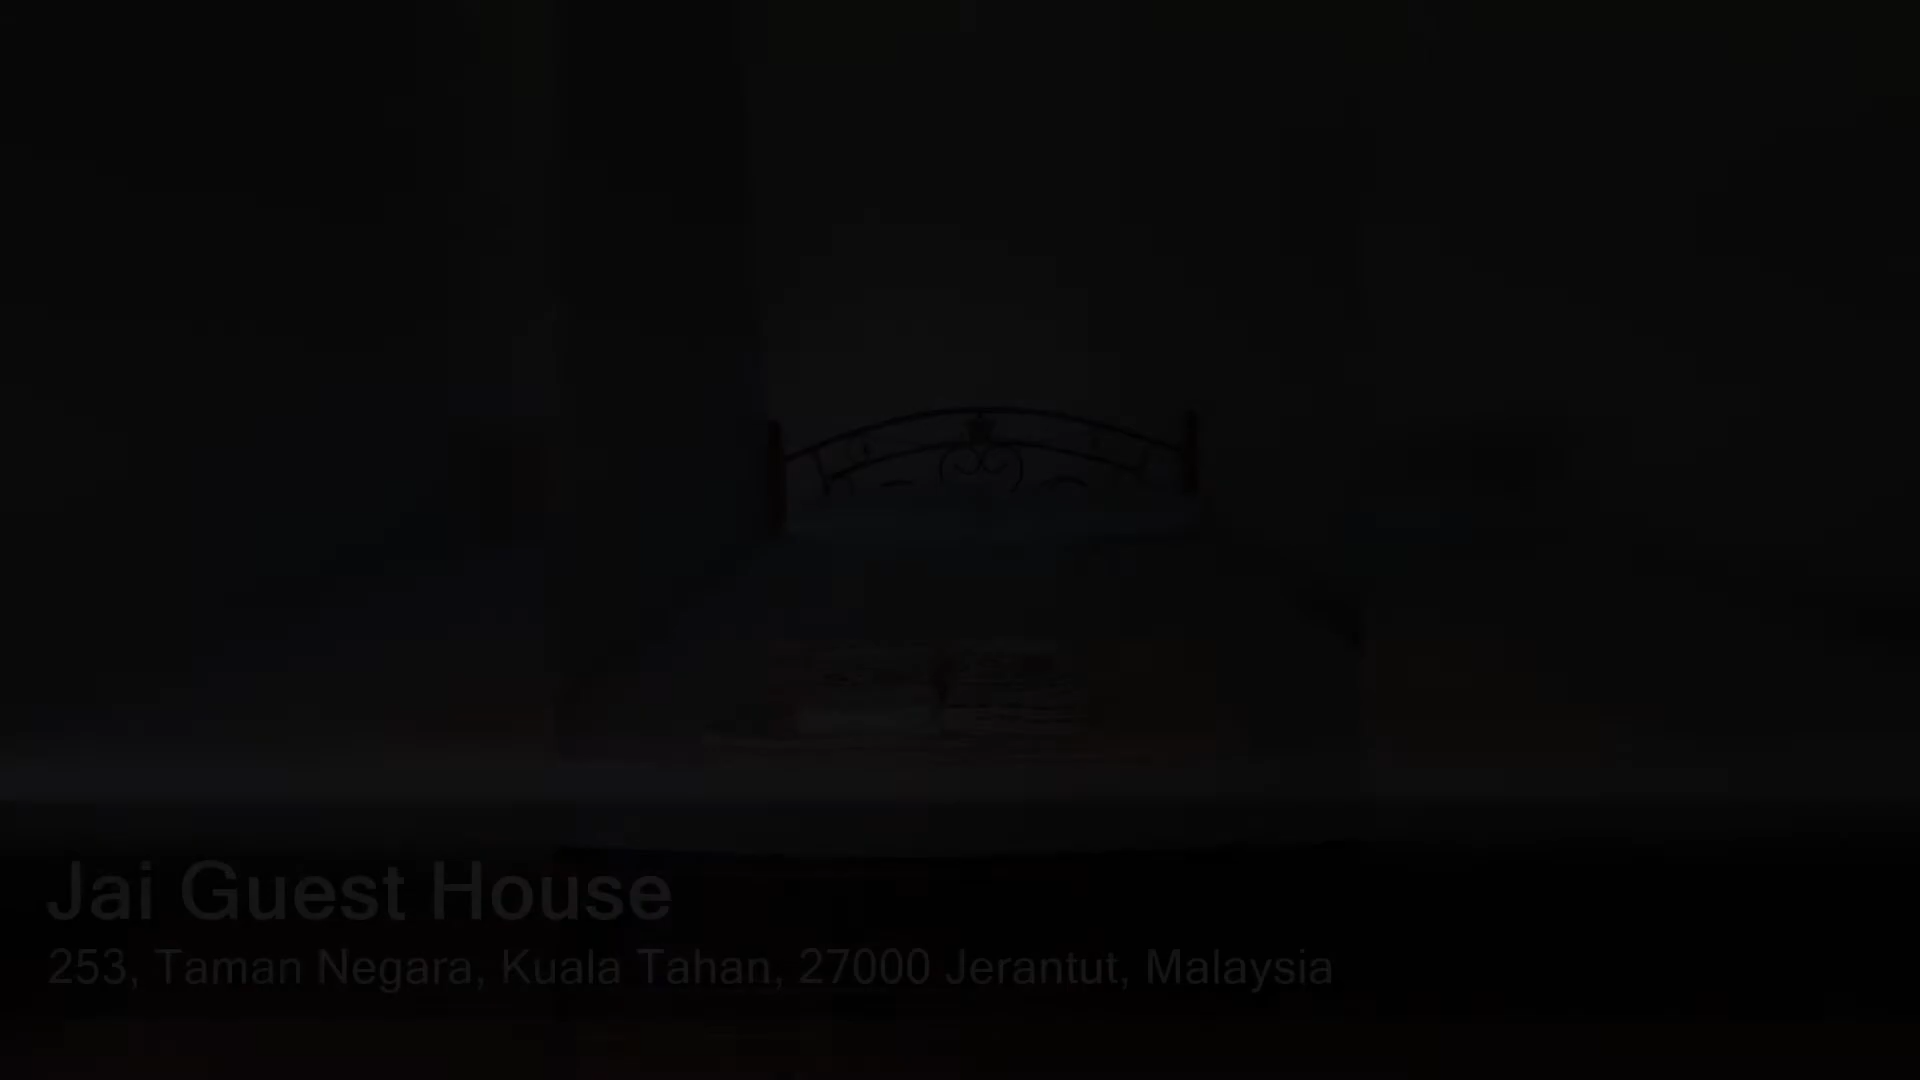 Jai Guest House
253, Taman Negara, Kuala Tahan, 27000 Jerantut, Malaysia